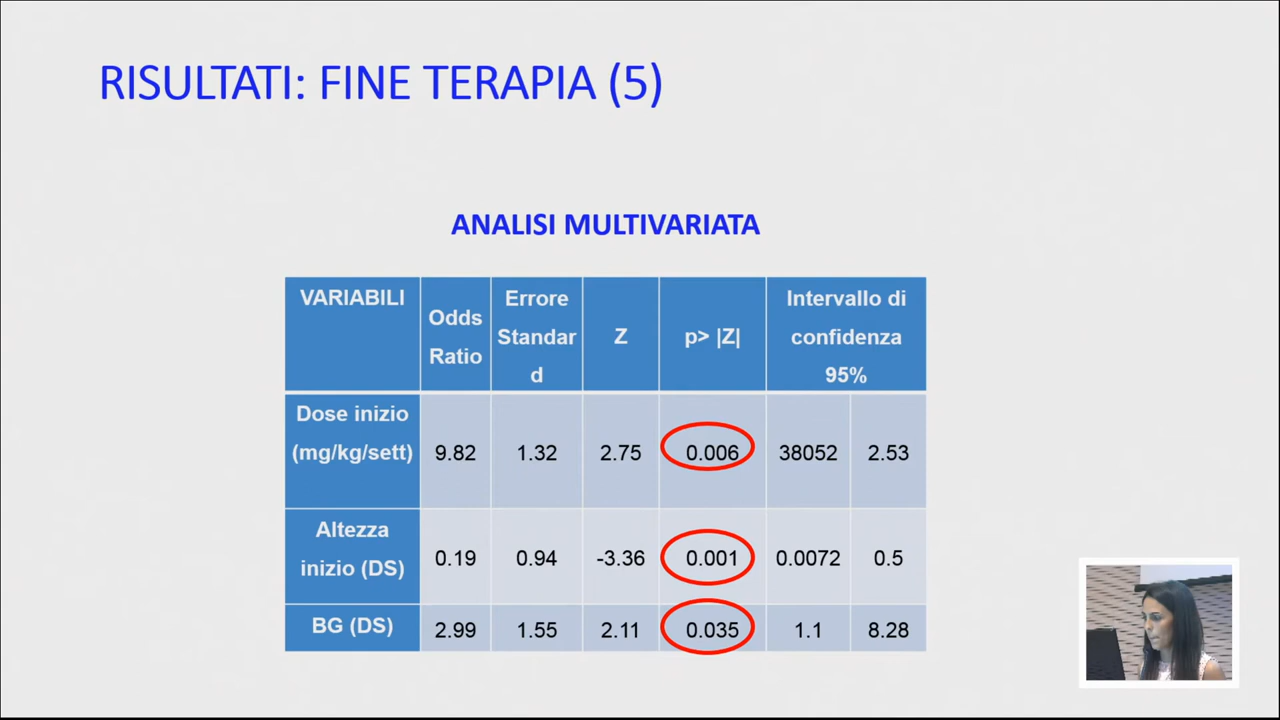 RISULTATI: FINE TERAPIA (5)
ANALISI MULTIVARIATA
VARIABILI
Odds
Ratio
Errore
Standar
d
Z
p> |Z|
Intervallo di
confidenza
95%
Dose inizio
(mg/kg/sett)
9.82
1.32
2.75
0.006
38052
2.53
Altezza
inizio (DS)
0.19
0.94
-3.36
0.001
0.0072
0.5
BG (DS)
2.99
1.55
2.11
0.035
1.1
8.28